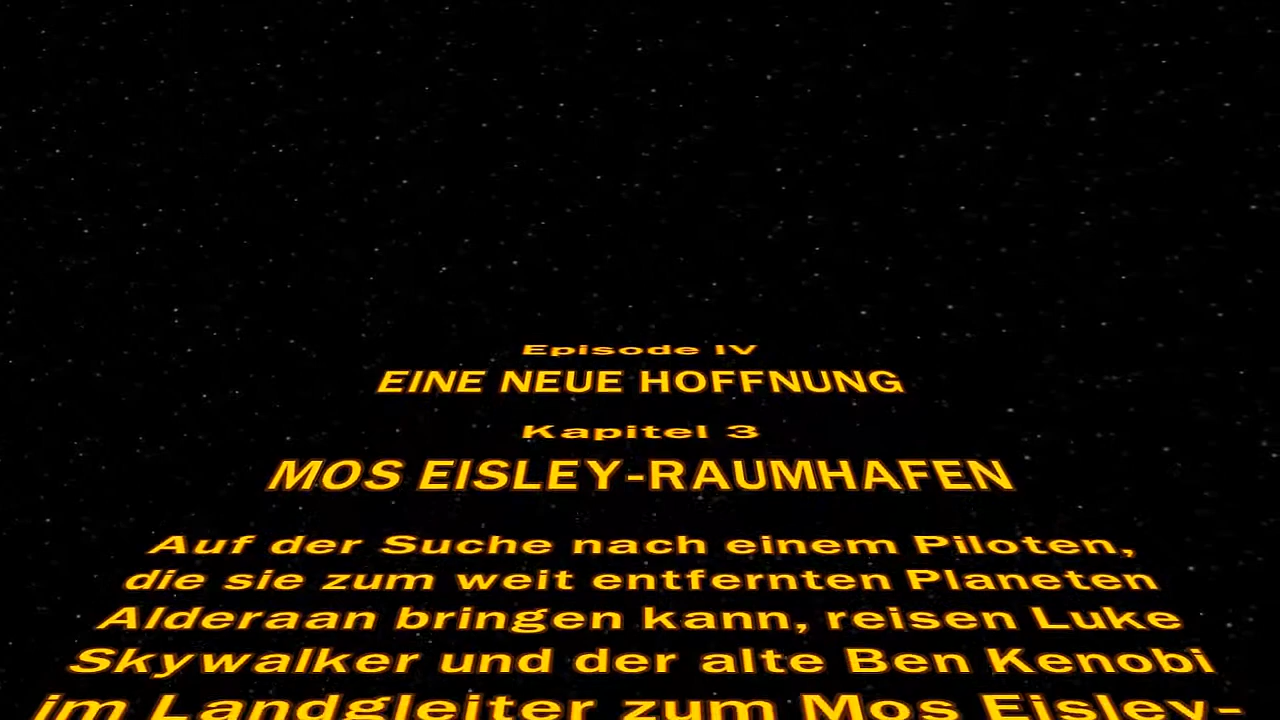 Episode IV
EINE NEUE HOFFNUNG
Kapitel 3
MOS EISLEY-RAUMHAFEN
Auf der Suche nach einem Piloten,
die sie zum weit entfernten Planeten
Alderaan bringen kann, reisen Luke
Skywalker und der alte Ben Kenobi
im Landgleiter zum Mos Eisley-